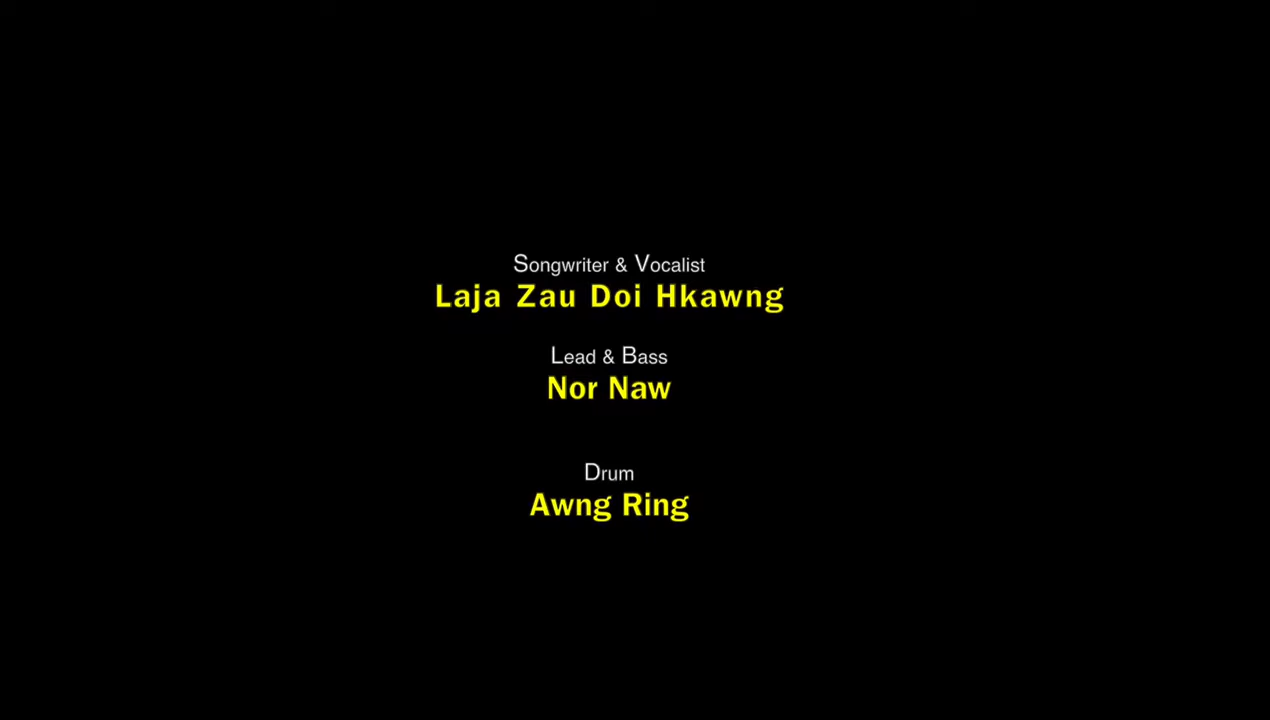 Songwriter & Vocalist
Laja Zau Doi Hkawng
Lead & Bass
Nor Naw
Drum
Awng Ring